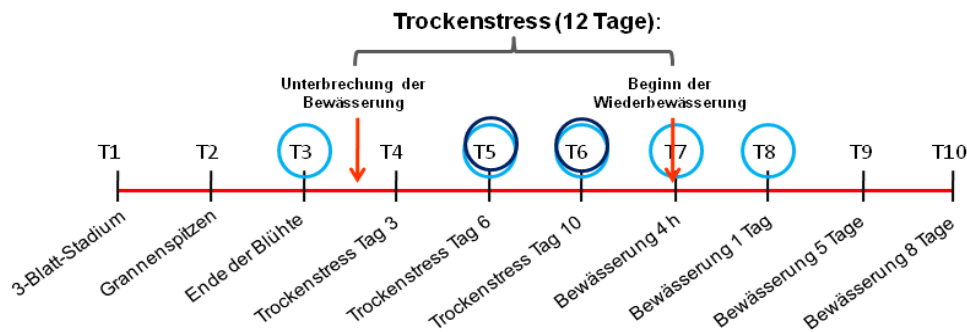 Trockenstress (12 Tage):
Unterbrechung der
Bewässerung
Beginn der
Wiederbewässerung
T1
T2
T3
T4
T5
T6
T7
T8
T9
T10
3-Blatt-Stadium
Grannenspitzen
Ende der Blühte
Trockenstress Tag 3
Trockenstress Tag 6
Trockenstress Tag 10
Bewässerung 4 h
Bewässerung 1 Tag
Bewässerung 5 Tage
Bewässerung 8 Tage